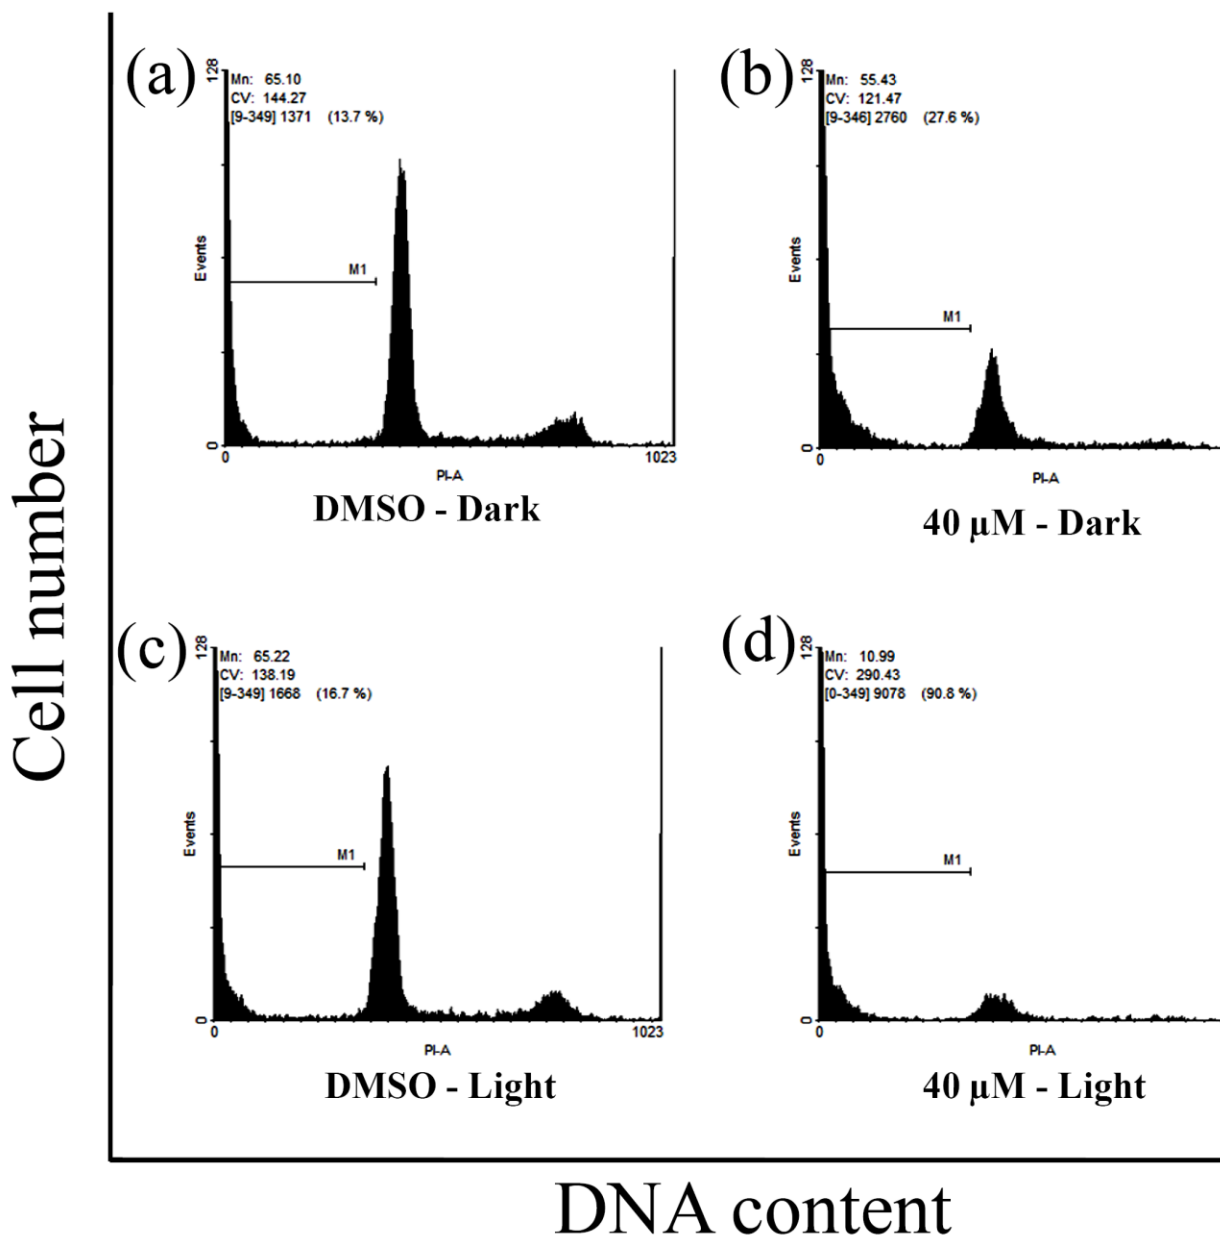 (a)
128
Mn: 65.10
CV: 144.27
[9-349] 1371 (13.7 %)
Events
M1
0
0
1023
PI-A
DMSO - Dark
(b)
128
Mn: 55.43
CV: 121.47
[9-346] 2760 (27.6 %)
Events
M1
0
0
PI-A
40 μM - Dark
Cell number
(c)
128
Mn: 65.22
CV: 138.19
[9-349] 1668 (16.7 %)
Events
M1
0
0
1023
PI-A
DMSO - Light
(d)
128
Mn: 10.99
CV: 290.43
[0-349] 9078 (90.8 %)
Events
M1
0
0
PI-A
40 μM - Light
DNA content